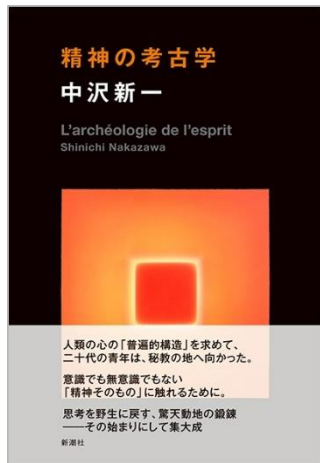 精神の考古学
中沢新一
L'archéologie de l'esprit
Shinichi Nakazawa
人類の心の「普遍的構造」を求めて、
二十代の青年は、秘教の地へ向かった。
意識でも無意識でもない
「精神そのもの」に触れるために。
思考を野生に戻す、驚天動地の鍛錬
――その始まりにして集大成
新潮社